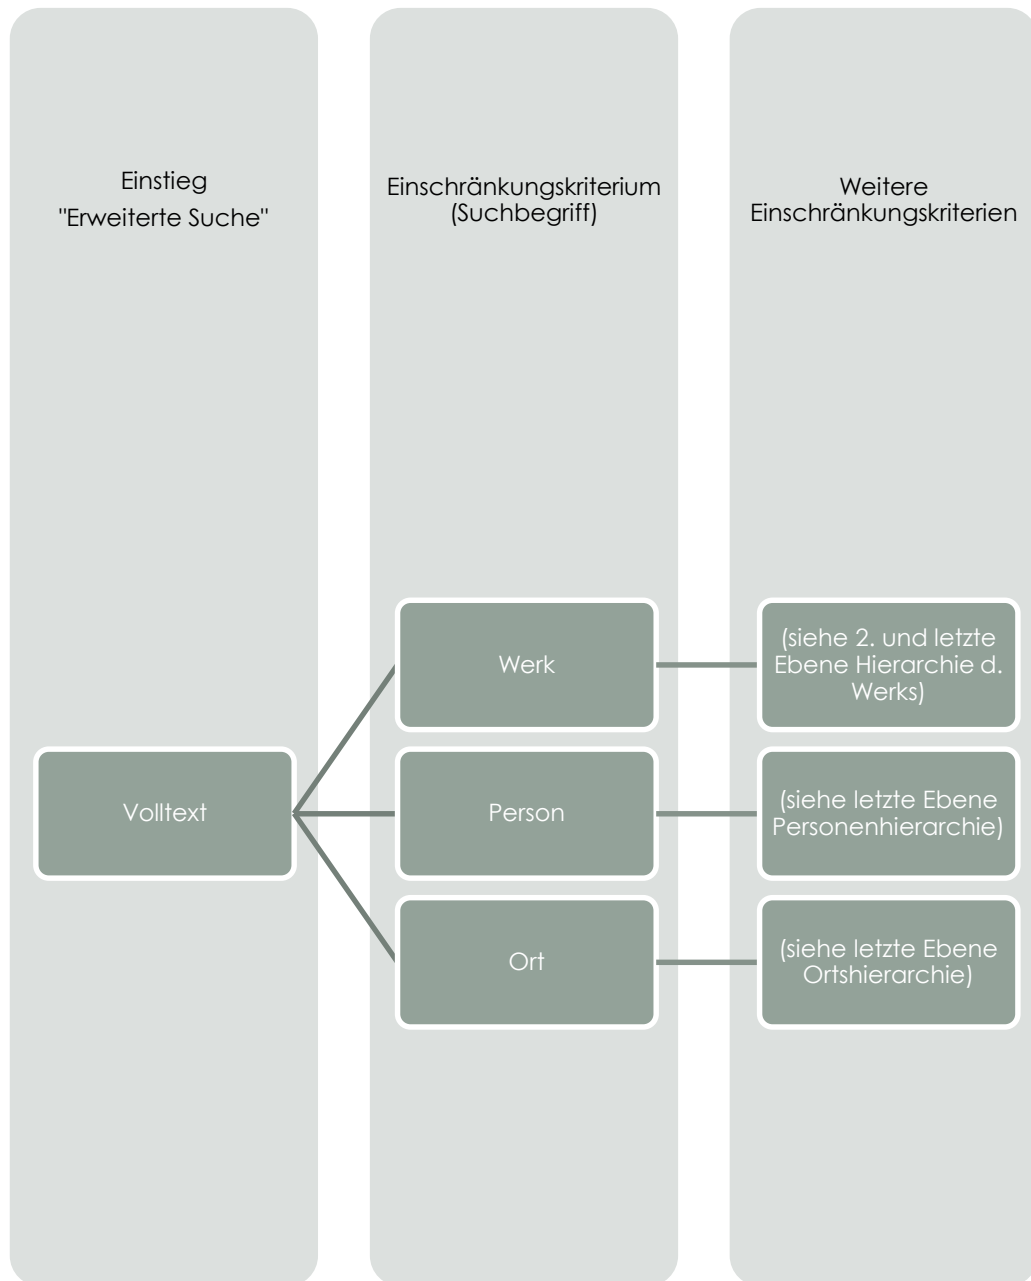 Einstieg
"Erweiterte Suche"
Einschränkungskriterium
(Suchbegriff)
Weitere
Einschränkungskriterien
Volltext
Werk
Person
Ort
(siehe 2. und letzte
Ebene Hierarchie d.
Werks)
(siehe letzte Ebene
Personenhierarchie)
(siehe letzte Ebene
Ortshierarchie)